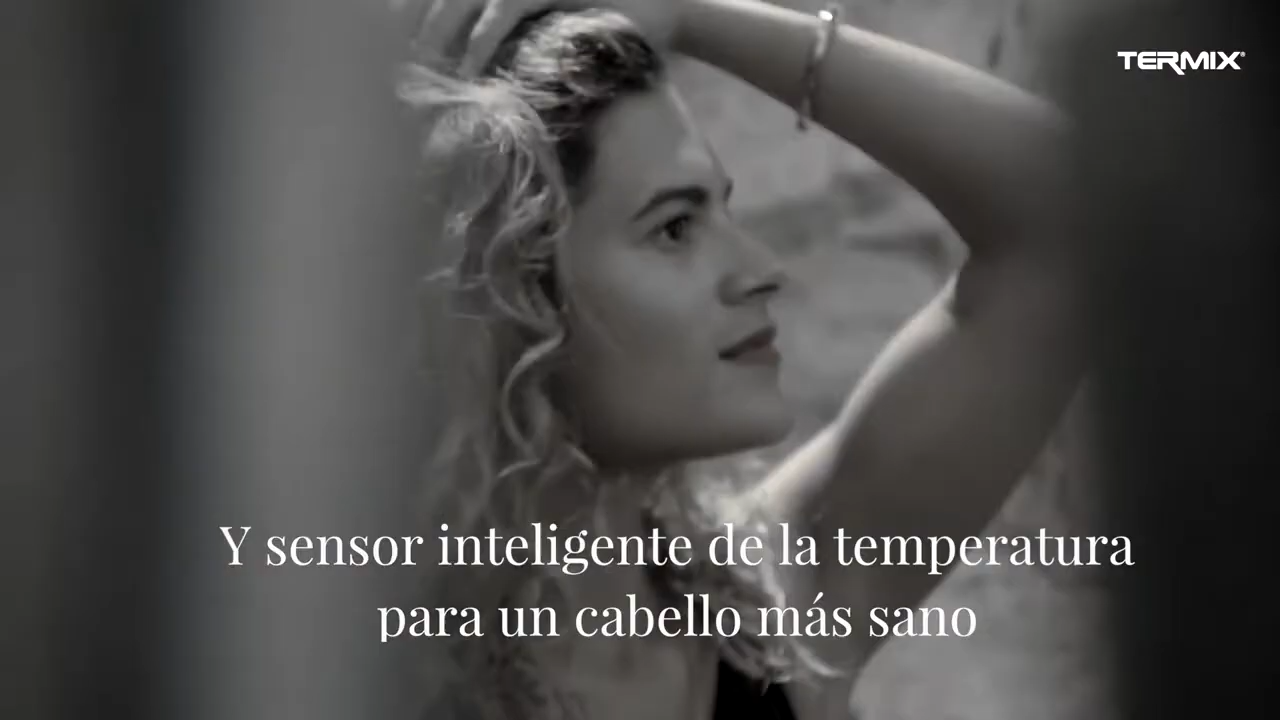 TERMIX®
Y sensor inteligente de la temperatura
para un cabello más sano